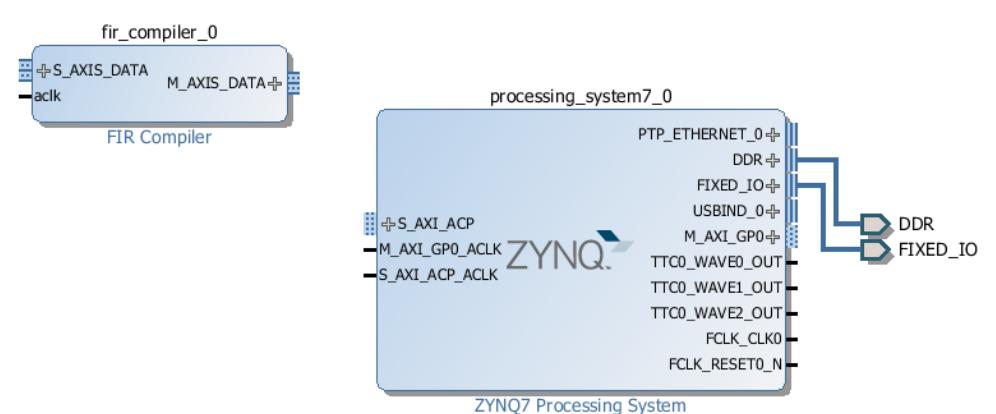 fir_compiler_0
S_AXIS_DATA
M_AXIS_DATA
aclk
FIR Compiler
processing_system7_0
PTP_ETHERNET_0
DDR
FIXED_IO
USBIND_0
S_AXI_ACP
M_AXI_GP0
M_AXI_GP0_ACLK
ZYNQ
TTC0_WAVE0_OUT
S_AXI_ACP_ACLK
TTC0_WAVE1_OUT
TTC0_WAVE2_OUT
FCLK_CLK0
FCLK_RESET0_N
DDR
FIXED_IO
ZYNQ7 Processing System